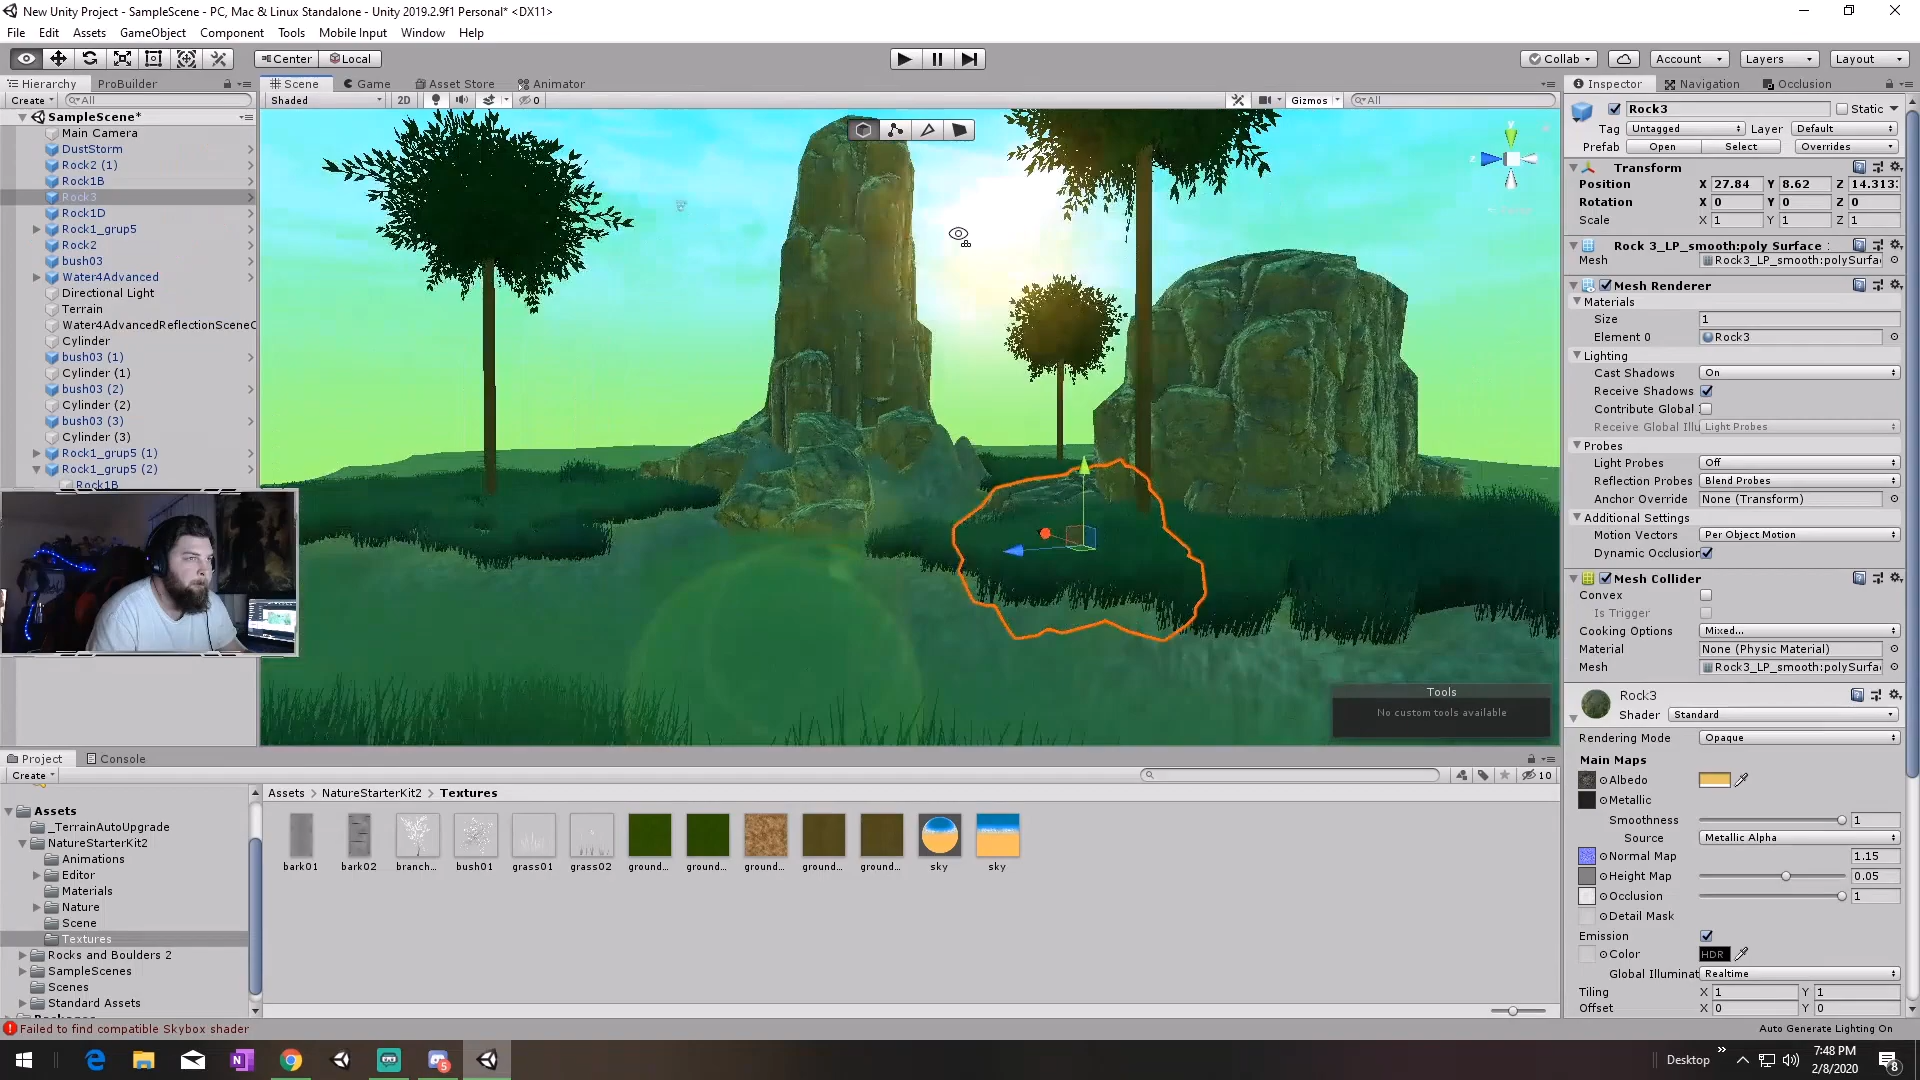 New Unity Project - SampleScene - PC, Mac & Linux Standalone - Unity 2019.2.9f1 Personal* <DX11>
File Edit Assets GameObject Component Tools Mobile Input Window Help
Center Local Collab Account Layers Layout
Hierarchy ProBuilder Scene Game Asset Store Animator Inspector Navigation Occlusion
Create All Shaded 2D 0 Gizmos All
SampleScene*
Main Camera
DustStorm
Rock2 (1)
Rock1B
Rock3
Rock1D
Rock1_grup5
Rock2
bush03
Water4Advanced
Directional Light
Terrain
Water4AdvancedReflectionSceneC
Cylinder
bush03 (1)
Cylinder (1)
bush03 (2)
Cylinder (2)
bush03 (3)
Cylinder (3)
Rock1_grup5 (1)
Rock1_grup5 (2)
Rock1B
Tools
No custom tools available
Rock3 Static
Tag Untagged Layer Default
Prefab Open Select Overrides
Transform
Position X 27.84 Y 8.62 Z 14.313
Rotation X 0 Y 0 Z 0
Scale X 1 Y 1 Z 1
Rock 3_LP_smooth:poly Surface
Mesh Rock3_LP_smooth:polySurfa
Mesh Renderer
Materials
Size 1
Element 0 Rock3
Lighting
Cast Shadows On
Receive Shadows
Contribute Global
Receive Global Illu Light Probes
Probes
Light Probes Off
Reflection Probes Blend Probes
Anchor Override None (Transform)
Additional Settings
Motion Vectors Per Object Motion
Dynamic Occlusion
Mesh Collider
Convex
Is Trigger
Cooking Options Mixed...
Material None (Physic Material)
Mesh Rock3_LP_smooth:polySurfa
Rock3
Shader Standard
Rendering Mode Opaque
Main Maps
Albedo
Metallic
Smoothness 1
Source Metallic Alpha
Normal Map 1.15
Height Map 0.05
Occlusion 1
Detail Mask
Emission
Color HDR
Global Illuminat Realtime
Tiling X 1 Y 1
Offset X 0 Y 0
Project Console
Create 10
Assets
_TerrainAutoUpgrade
NatureStarterKit2
Animations
Editor
Materials
Nature
Scene
Textures
Rocks and Boulders 2
SampleScenes
Scenes
Standard Assets
Assets > NatureStarterKit2 > Textures
bark01 bark02 branch... bush01 grass01 grass02 ground... ground... ground... ground... ground... sky sky
Failed to find compatible Skybox shader
Auto Generate Lighting On
Desktop 7:48 PM
2/8/2020
5
8